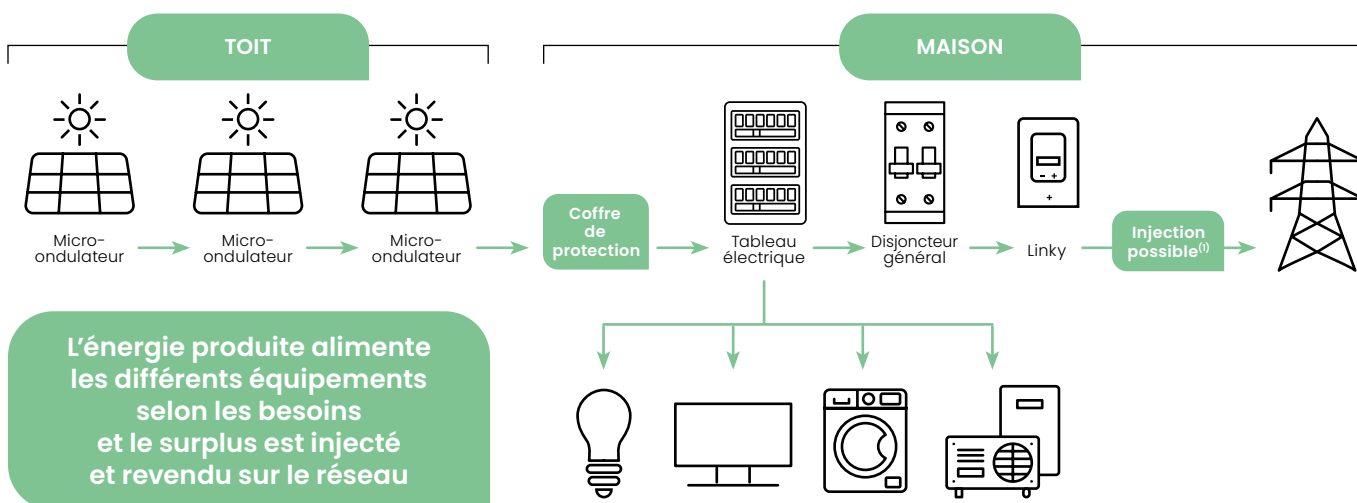 TOIT
MAISON
Micro-
ondulateur
Micro-
ondulateur
Micro-
ondulateur
Coffre
de
protection
Tableau
électrique
Disjoncteur
général
Linky
Injection
possible(1)
L’énergie produite alimente
les différents équipements
selon les besoins
et le surplus est injecté
et revendu sur le réseau